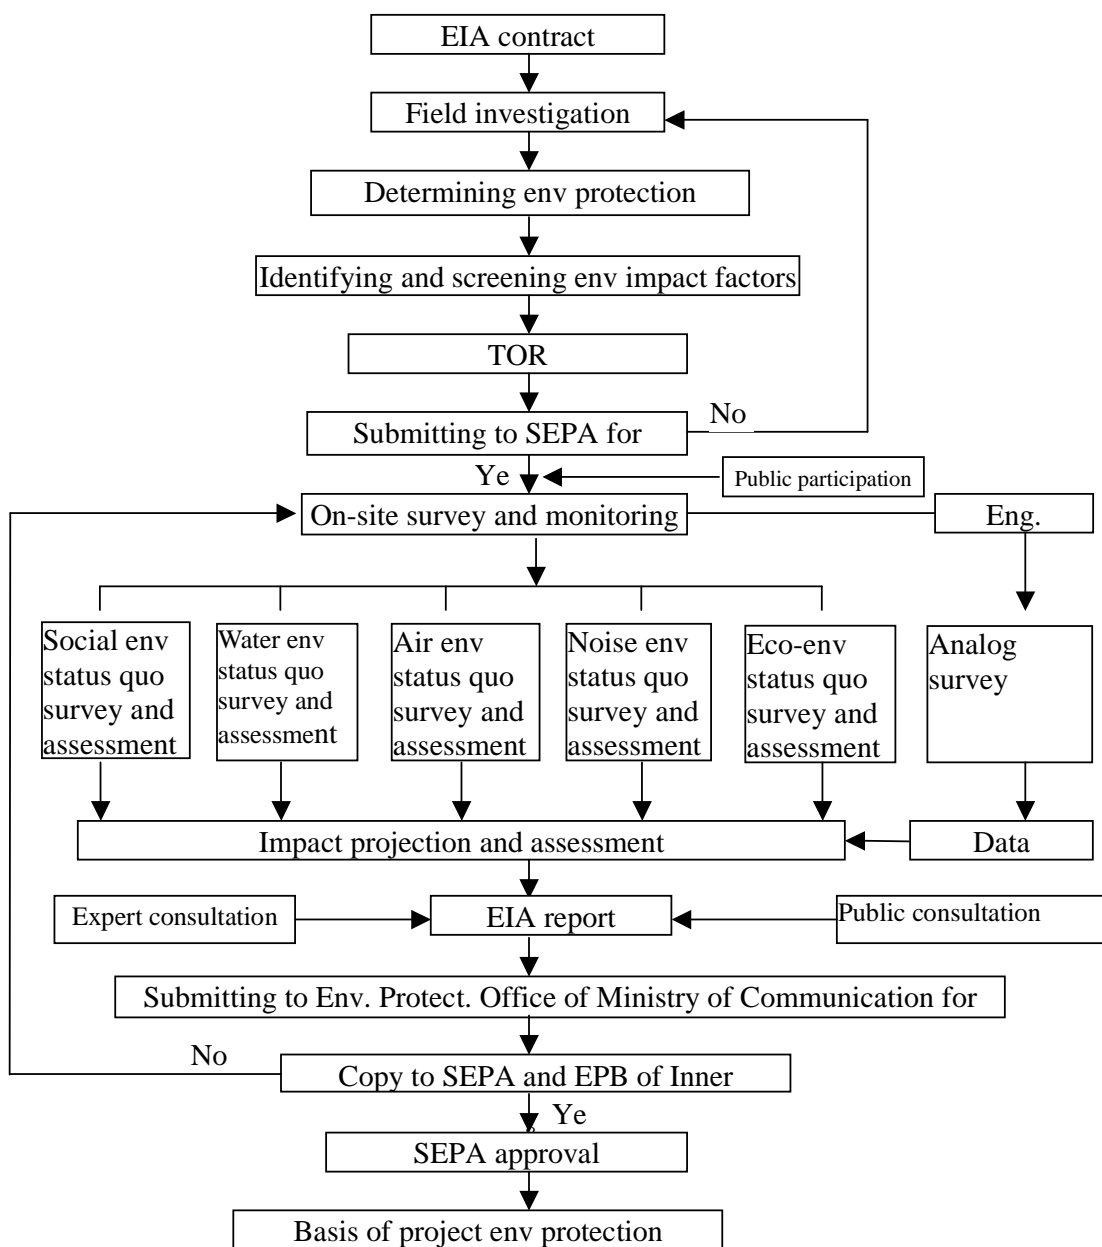 EIA contract
Field investigation
Determining env protection
Identifying and screening env impact factors
TOR
No
Submitting to SEPA for
Ye
Public participation
On-site survey and monitoring
Eng.
Social env
status quo
survey and
assessment
Water env
status quo
survey and
assessment
Air env
status quo
survey and
assessment
Noise env
status quo
survey and
assessment
Eco-env
status quo
survey and
assessment
Analog
survey
Impact projection and assessment
Data
Expert consultation
EIA report
Public consultation
Submitting to Env. Protect. Office of Ministry of Communication for
No
Copy to SEPA and EPB of Inner
Ye
SEPA approval
Basis of project env protection